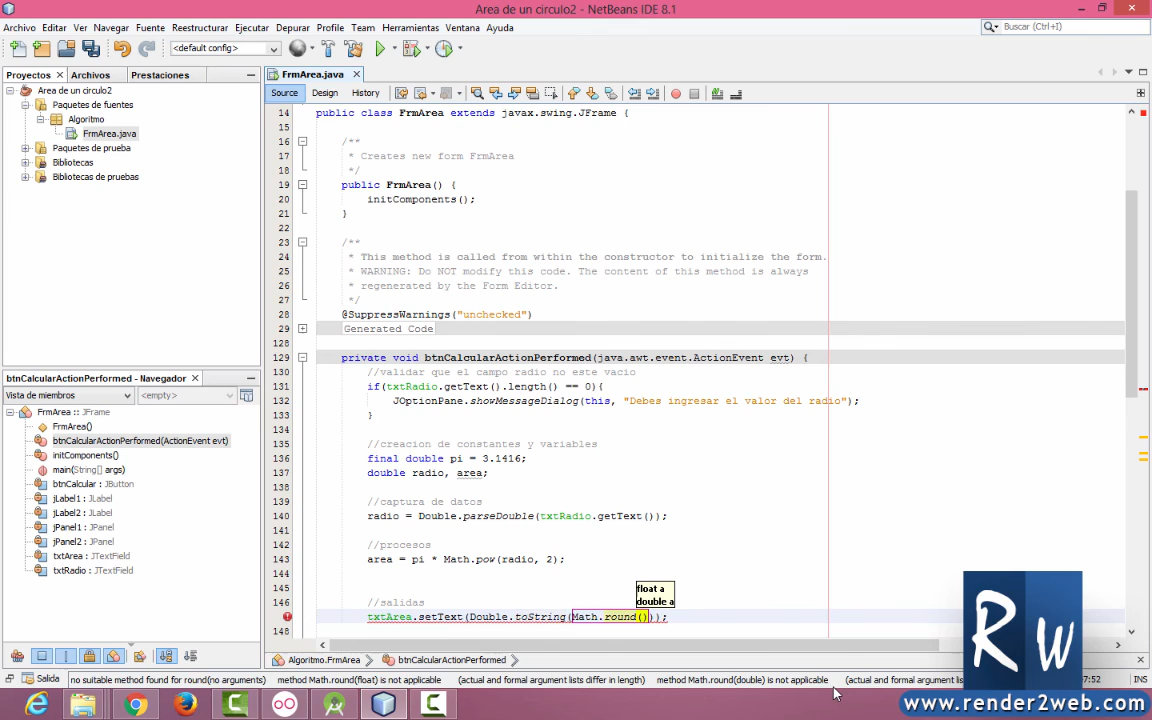 Area de un circulo2 - NetBeans IDE 8.1
Archivo Editar Ver Navegar Fuente Reestructurar Ejecutar Depurar Profile Team Herramientas Ventana Ayuda
Buscar (Ctrl+I)
<default config>
Proyectos Archivos Prestaciones
FrmArea.java
Area de un circulo2
Paquetes de fuentes
Algoritmo
FrmArea.java
Paquetes de prueba
Bibliotecas
Bibliotecas de pruebas
btnCalcularActionPerformed - Navegador
Vista de miembros <empty>
FrmArea :: JFrame
FrmArea()
btnCalcularActionPerformed(ActionEvent evt)
initComponents()
main(String[] args)
btnCalcular : JButton
jLabel1 : JLabel
jLabel2 : JLabel
jPanel1 : JPanel
jPanel2 : JPanel
txtArea : JTextField
txtRadio : JTextField
Source Design History
14 public class FrmArea extends javax.swing.JFrame {
15
16 /**
17 * Creates new form FrmArea
18 */
19 public FrmArea() {
20 initComponents();
21 }
22
23 /**
24 * This method is called from within the constructor to initialize the form.
25 * WARNING: Do NOT modify this code. The content of this method is always
26 * regenerated by the Form Editor.
27 */
28 @SuppressWarnings("unchecked")
29 Generated Code
128
129 private void btnCalcularActionPerformed(java.awt.event.ActionEvent evt) {
130 //validar que el campo radio no este vacio
131 if(txtRadio.getText().length() == 0){
132 JOptionPane.showMessageDialog(this, "Debes ingresar el valor del radio");
133 }
134
135 //creacion de constantes y variables
136 final double pi = 3.1416;
137 double radio, area;
138
139 //captura de datos
140 radio = Double.parseDouble(txtRadio.getText());
141
142 //procesos
143 area = pi * Math.pow(radio, 2);
144
145
float a
double a
146 //salidas
txtArea.setText(Double.toString(Math.round()));
148
Algoritmo.FrmArea btnCalcularActionPerformed
Salida no suitable method found for round(no arguments) method Math.round(float) is not applicable (actual and formal argument lists differ in length) method Math.round(double) is not applicable (actual and formal argument lis
7:52 INS
RW
www.render2web.com